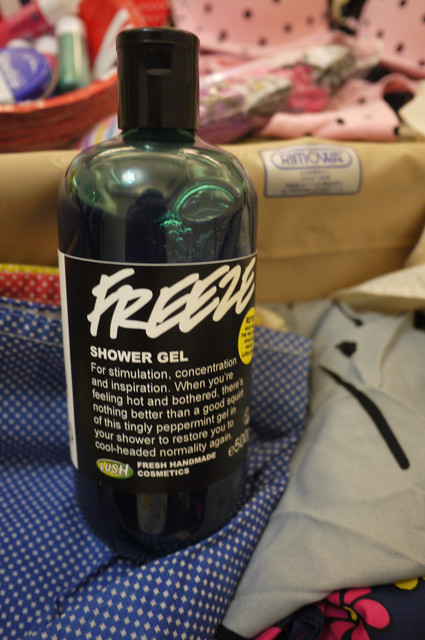 RIMOWA
GERMANY
FREEZE
SHOWER GEL
For stimulation, concentration
and inspiration. When you're
feeling hot and bothered, there's
nothing better than a good squirt
of this tingly peppermint gel in
your shower to restore you to
cool-headed normality again.
LUSH
FRESH HANDMADE
COSMETICS